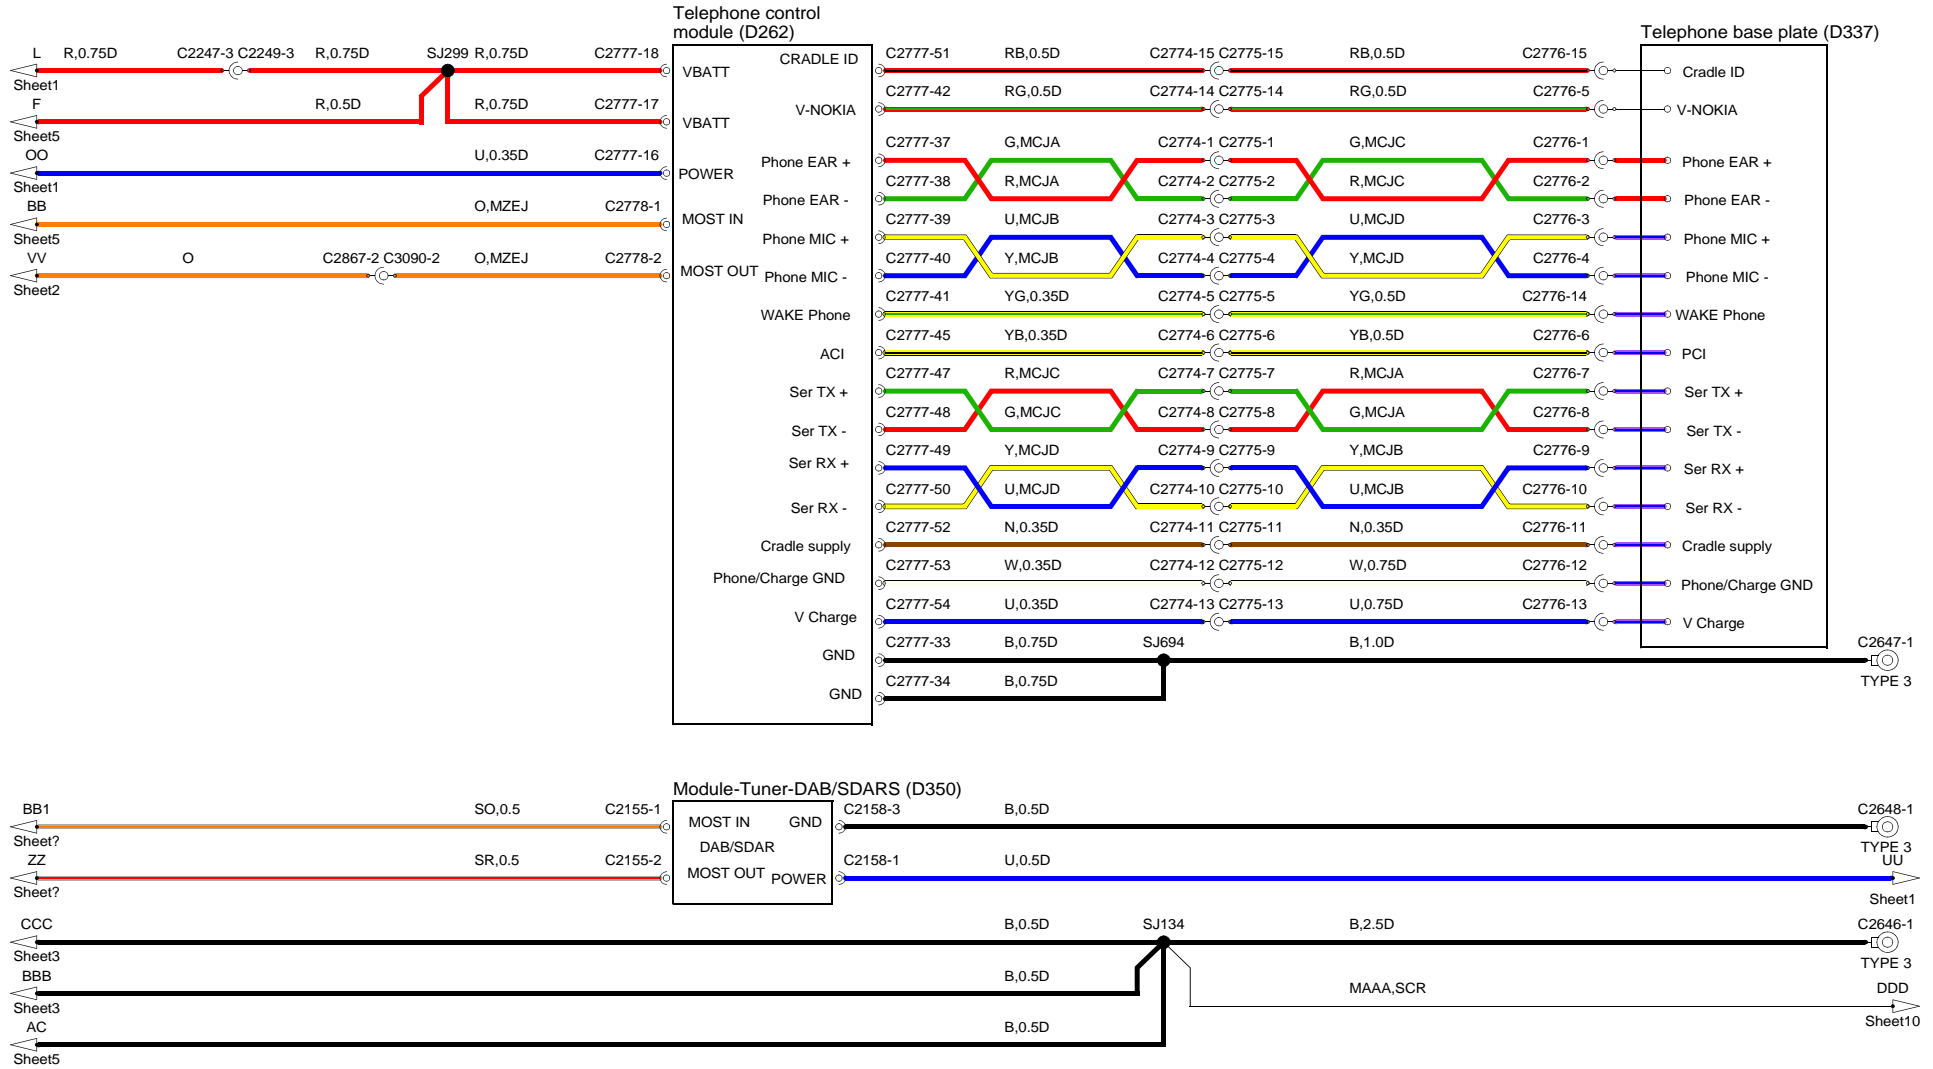 Telephone control
module (D262)
Telephone base plate (D337)
L R,0.75D C2247-3 C2249-3 R,0.75D SJ299 R,0.75D C2777-18
Sheet1
VBATT
F R,0.5D R,0.75D C2777-17
Sheet5
VBATT
OO U,0.35D C2777-16
Sheet1
POWER
BB O,MZEJ C2778-1
Sheet5
MOST IN
VV O C2867-2 C3090-2 O,MZEJ C2778-2
Sheet2
MOST OUT
CRADLE ID C2777-51 RB,0.5D C2774-15 C2775-15 RB,0.5D C2776-15 Cradle ID
V-NOKIA C2777-42 RG,0.5D C2774-14 C2775-14 RG,0.5D C2776-5 V-NOKIA
Phone EAR + C2777-37 G,MCJA C2774-1 C2775-1 G,MCJC C2776-1 Phone EAR +
Phone EAR - C2777-38 R,MCJA C2774-2 C2775-2 R,MCJC C2776-2 Phone EAR -
Phone MIC + C2777-39 U,MCJB C2774-3 C2775-3 U,MCJD C2776-3 Phone MIC +
Phone MIC - C2777-40 Y,MCJB C2774-4 C2775-4 Y,MCJD C2776-4 Phone MIC -
WAKE Phone C2777-41 YG,0.35D C2774-5 C2775-5 YG,0.5D C2776-14 WAKE Phone
ACI C2777-45 YB,0.35D C2774-6 C2775-6 YB,0.5D C2776-6 PCI
Ser TX + C2777-47 R,MCJC C2774-7 C2775-7 R,MCJA C2776-7 Ser TX +
Ser TX - C2777-48 G,MCJC C2774-8 C2775-8 G,MCJA C2776-8 Ser TX -
Ser RX + C2777-49 Y,MCJD C2774-9 C2775-9 Y,MCJB C2776-9 Ser RX +
Ser RX - C2777-50 U,MCJD C2774-10 C2775-10 U,MCJB C2776-10 Ser RX -
Cradle supply C2777-52 N,0.35D C2774-11 C2775-11 N,0.35D C2776-11 Cradle supply
Phone/Charge GND C2777-53 W,0.35D C2774-12 C2775-12 W,0.75D C2776-12 Phone/Charge GND
V Charge C2777-54 U,0.35D C2774-13 C2775-13 U,0.75D C2776-13 V Charge
GND C2777-33 B,0.75D SJ694 B,1.0D C2647-1
TYPE 3
GND C2777-34 B,0.75D
Module-Tuner-DAB/SDARS (D350)
BB1 SO,0.5 C2155-1 MOST IN GND C2158-3 B,0.5D C2648-1
Sheet?
DAB/SDAR
TYPE 3
ZZ SR,0.5 C2155-2 MOST OUT POWER C2158-1 U,0.5D UU
Sheet?
Sheet1
CCC B,0.5D SJ134 B,2.5D C2646-1
Sheet3
TYPE 3
BBB B,0.5D MAAA,SCR DDD
Sheet3
Sheet10
AC B,0.5D
Sheet5